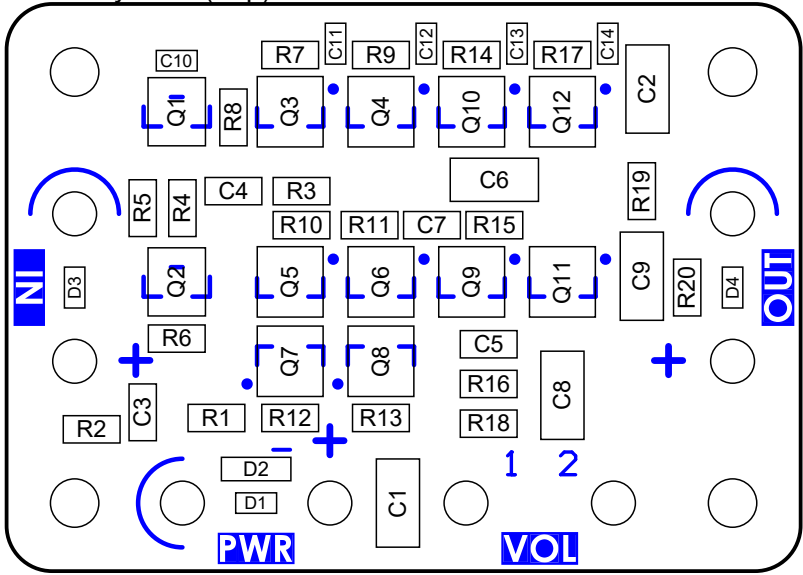 C10 R7 C11 R9 C12 R14 C13 R17 C14
Q1 R8 Q3 Q4 Q10 Q12 C2
R5 R4 C4 R3 C6 R19
R10 R11 C7 R15
IN D3 Q2 Q5 Q6 Q9 Q11 C9 R20 D4 OUT
+ R6 Q7 Q8 C5 +
C3 R16 C8
R2 R1 R12 R13 R18
- +
D2 1 2
D1 C1
PWR VOL